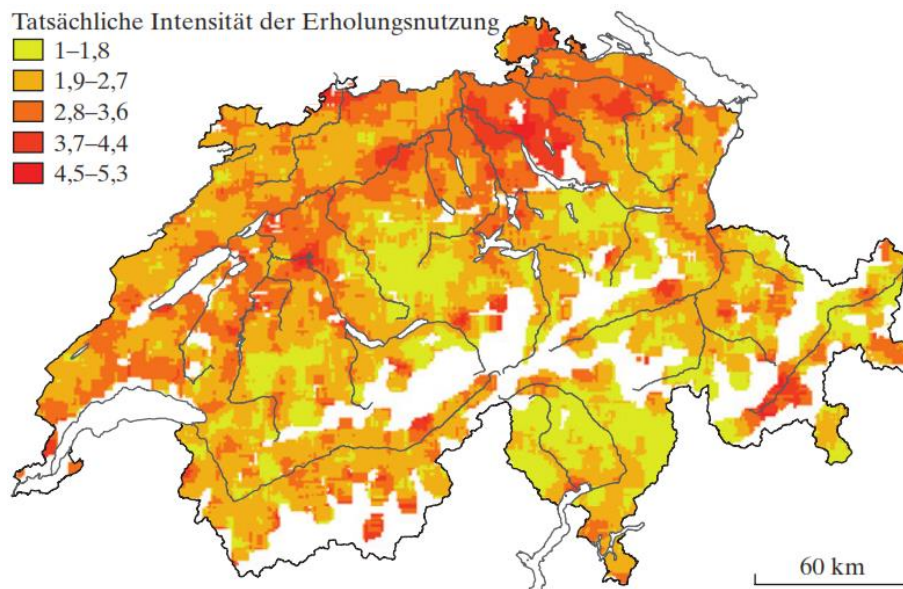 Tatsächliche Intensität der Erholungsnutzung
1–1,8
1,9–2,7
2,8–3,6
3,7–4,4
4,5–5,3
60 km